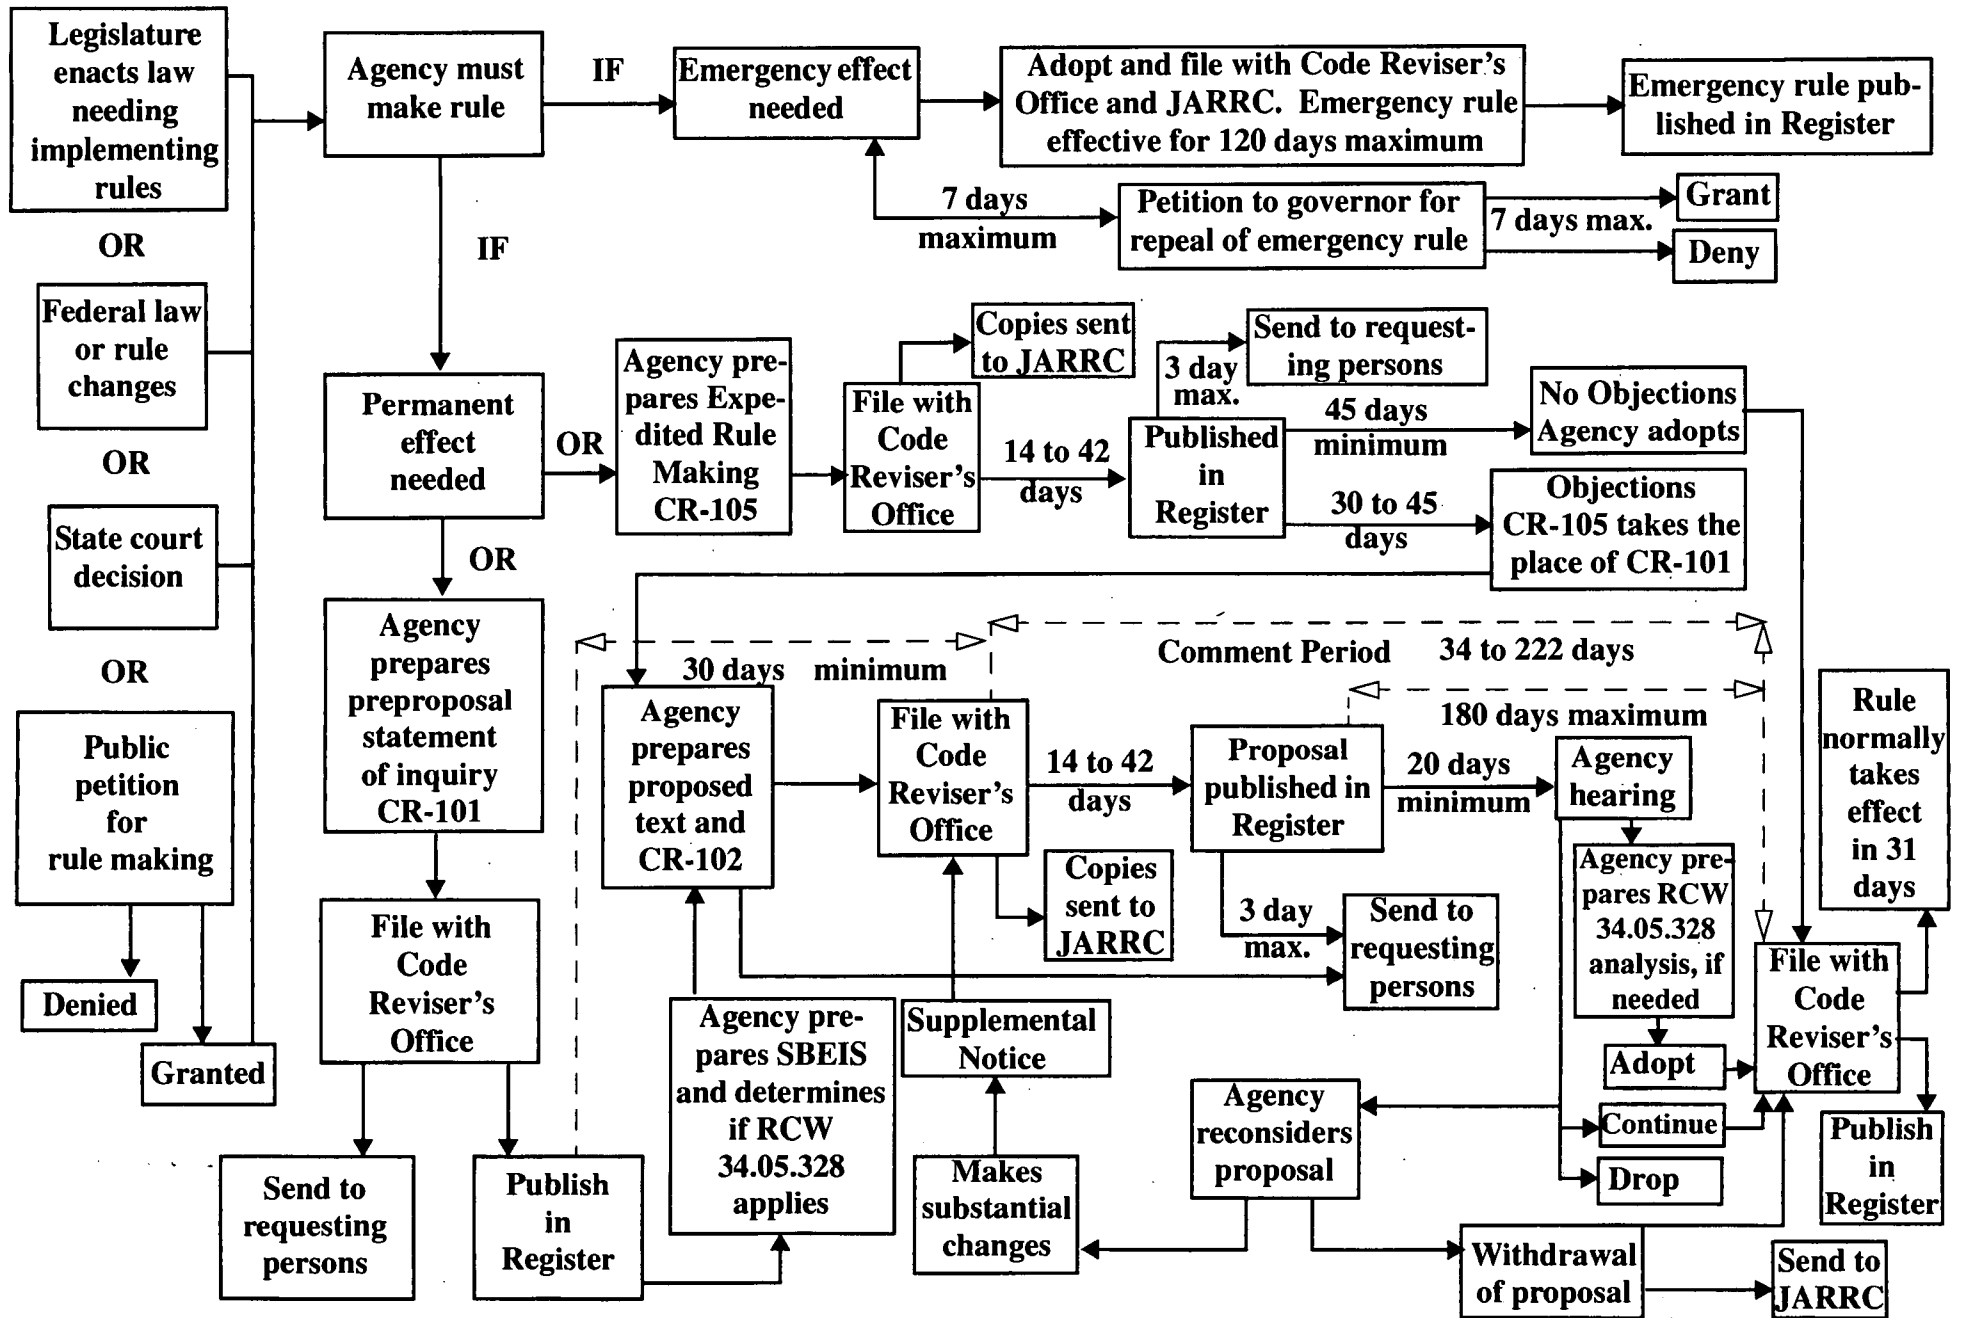 Legislature
enacts law
needing
implementing
rules
OR
Federal law
or rule
changes
OR
State court
decision
OR
Public
petition
for
rule making
Denied
Granted
Agency must
make rule
IF
Emergency effect
needed
Adopt and file with Code Reviser's
Office and JARRC. Emergency rule
effective for 120 days maximum
Emergency rule pub-
lished in Register
7 days
maximum
Petition to governor for
repeal of emergency rule
7 days max.
Grant
Deny
IF
Permanent
effect
needed
OR
Agency pre-
pares Expe-
dited Rule
Making
CR-105
File with
Code
Reviser's
Office
Copies sent
to JARRC
14 to 42
days
Published
in
Register
3 day
max.
Send to request-
ing persons
45 days
minimum
No Objections
Agency adopts
30 to 45
days
Objections
CR-105 takes the
place of CR-101
OR
Agency
prepares
preproposal
statement
of inquiry
CR-101
File with
Code
Reviser's
Office
Send to
requesting
persons
Publish
in
Register
30 days minimum
Agency
prepares
proposed
text and
CR-102
Agency pre-
pares SBEIS
and determines
if RCW
34.05.328
applies
File with
Code
Reviser's
Office
Copies
sent to
JARRC
Supplemental
Notice
Makes
substantial
changes
Comment Period 34 to 222 days
180 days maximum
14 to 42
days
Proposal
published in
Register
3 day
max.
Send to
requesting
persons
20 days
minimum
Agency
hearing
Agency pre-
pares RCW
34.05.328
analysis, if
needed
Adopt
Continue
Drop
Agency
reconsiders
proposal
Withdrawal
of proposal
Send to
JARRC
File with
Code
Reviser's
Office
Rule
normally
takes
effect
in 31
days
Publish
in
Register